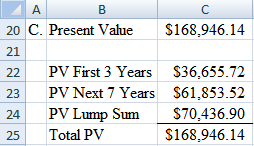 A B C
20 C. Present Value $168,946.14
21
22 PV First 3 Years $36,655.72
23 PV Next 7 Years $61,853.52
24 PV Lump Sum $70,436.90
25 Total PV $168,946.14